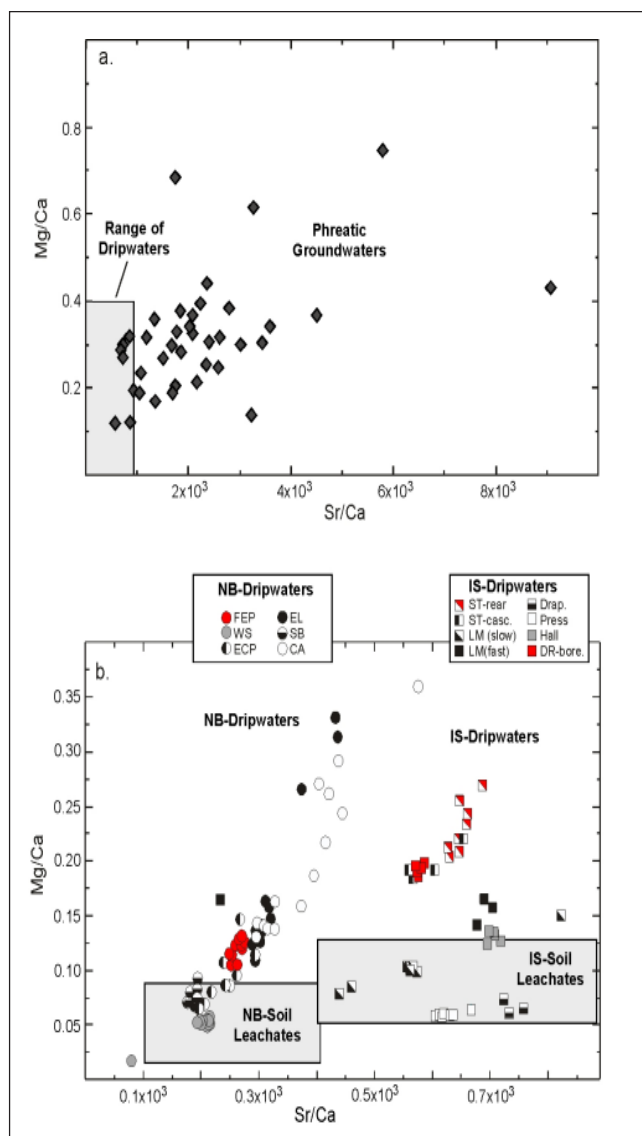 a.
0.8
0.6
0.4
0.2
Mg/Ca
Range of
Dripwaters
Phreatic
Groundwaters
2x10³
4x10³
6x10³
8x10³
Sr/Ca
NB-Dripwaters
FEP
EL
WS
SB
ECP
CA
IS-Dripwaters
ST-rear
Drap.
ST-casc.
Press
LM (slow)
Hall
LM(fast)
DR-bore.
b.
0.35
0.30
0.25
0.20
0.15
0.10
0.05
Mg/Ca
NB-Dripwaters
IS-Dripwaters
IS-Soil
Leachates
NB-Soil
Leachates
0.1x10³
0.3x10³
0.5x10³
0.7x10³
Sr/Ca